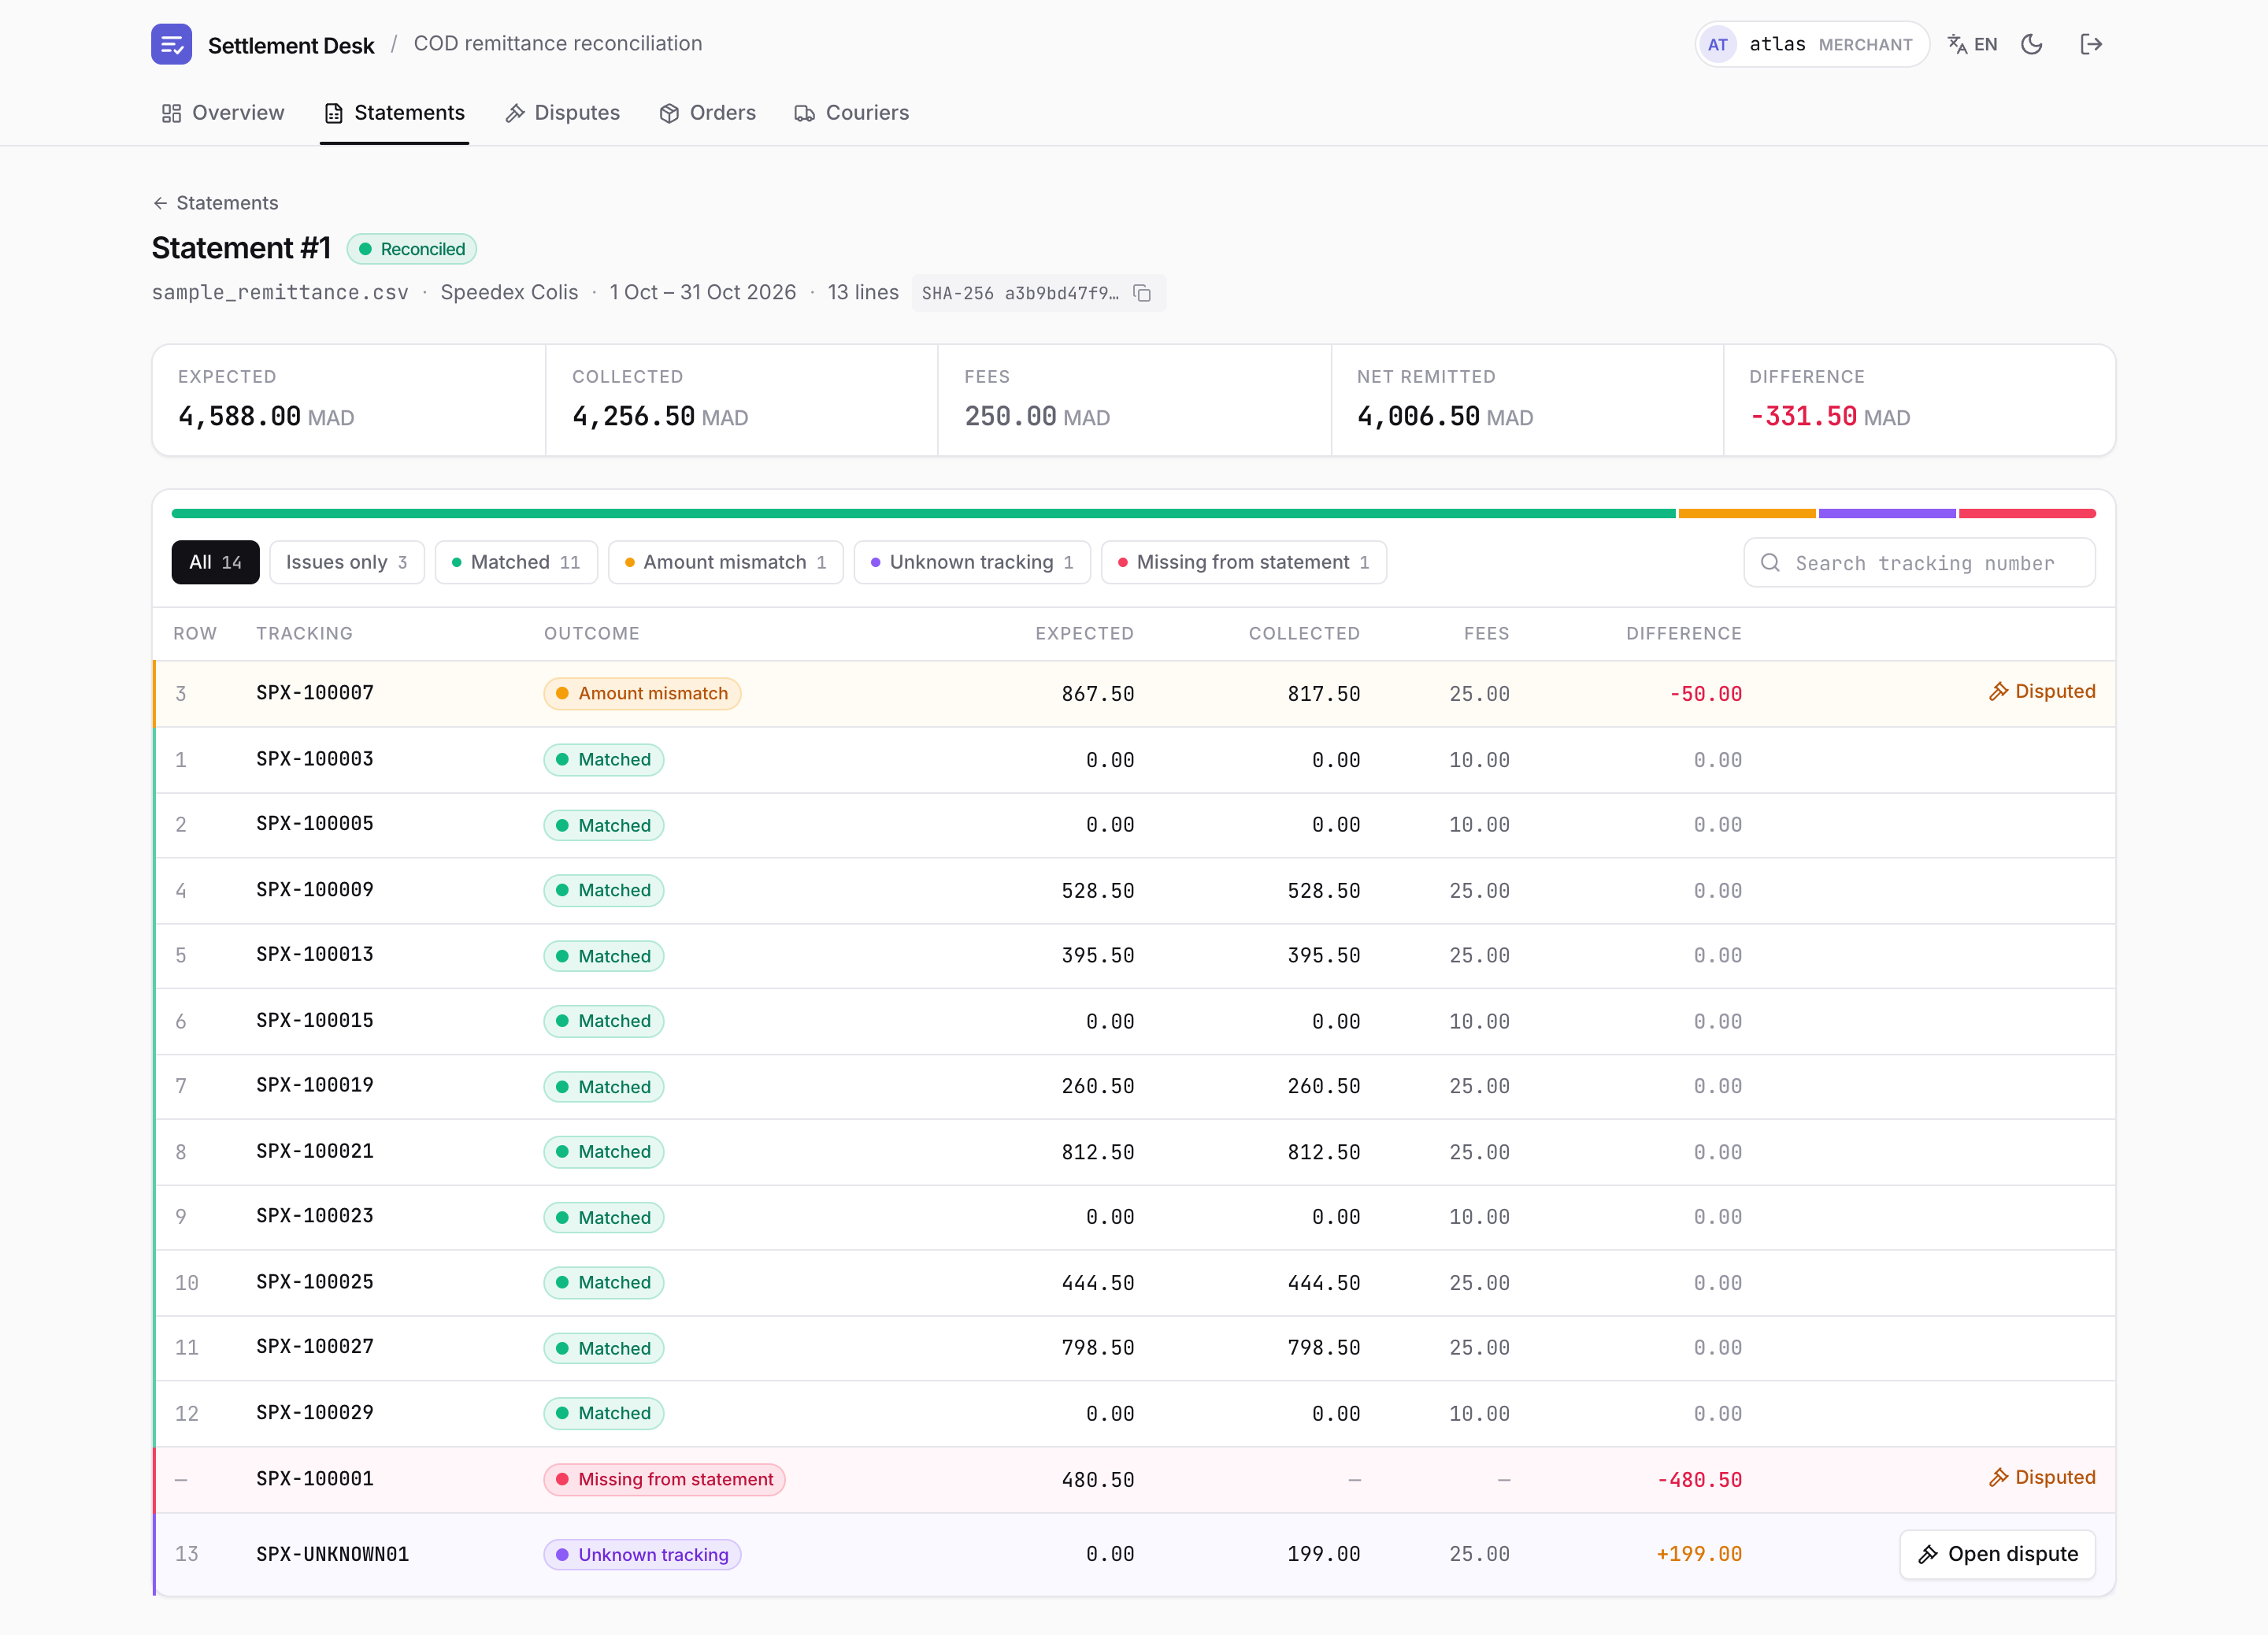 Settlement Desk / COD remittance reconciliation
AT atlas MERCHANT EN
Overview Statements Disputes Orders Couriers
← Statements
Statement #1 Reconciled
sample_remittance.csv · Speedex Colis · 1 Oct – 31 Oct 2026 · 13 lines SHA-256 a3b9bd47f9…
EXPECTED COLLECTED FEES NET REMITTED DIFFERENCE
4,588.00 MAD 4,256.50 MAD 250.00 MAD 4,006.50 MAD -331.50 MAD
All 14 Issues only 3 Matched 11 Amount mismatch 1 Unknown tracking 1 Missing from statement 1 Search tracking number
ROW TRACKING OUTCOME EXPECTED COLLECTED FEES DIFFERENCE
3 SPX-100007 Amount mismatch 867.50 817.50 25.00 -50.00 Disputed
1 SPX-100003 Matched 0.00 0.00 10.00 0.00
2 SPX-100005 Matched 0.00 0.00 10.00 0.00
4 SPX-100009 Matched 528.50 528.50 25.00 0.00
5 SPX-100013 Matched 395.50 395.50 25.00 0.00
6 SPX-100015 Matched 0.00 0.00 10.00 0.00
7 SPX-100019 Matched 260.50 260.50 25.00 0.00
8 SPX-100021 Matched 812.50 812.50 25.00 0.00
9 SPX-100023 Matched 0.00 0.00 10.00 0.00
10 SPX-100025 Matched 444.50 444.50 25.00 0.00
11 SPX-100027 Matched 798.50 798.50 25.00 0.00
12 SPX-100029 Matched 0.00 0.00 10.00 0.00
– SPX-100001 Missing from statement 480.50 – – -480.50 Disputed
13 SPX-UNKNOWN01 Unknown tracking 0.00 199.00 25.00 +199.00 Open dispute